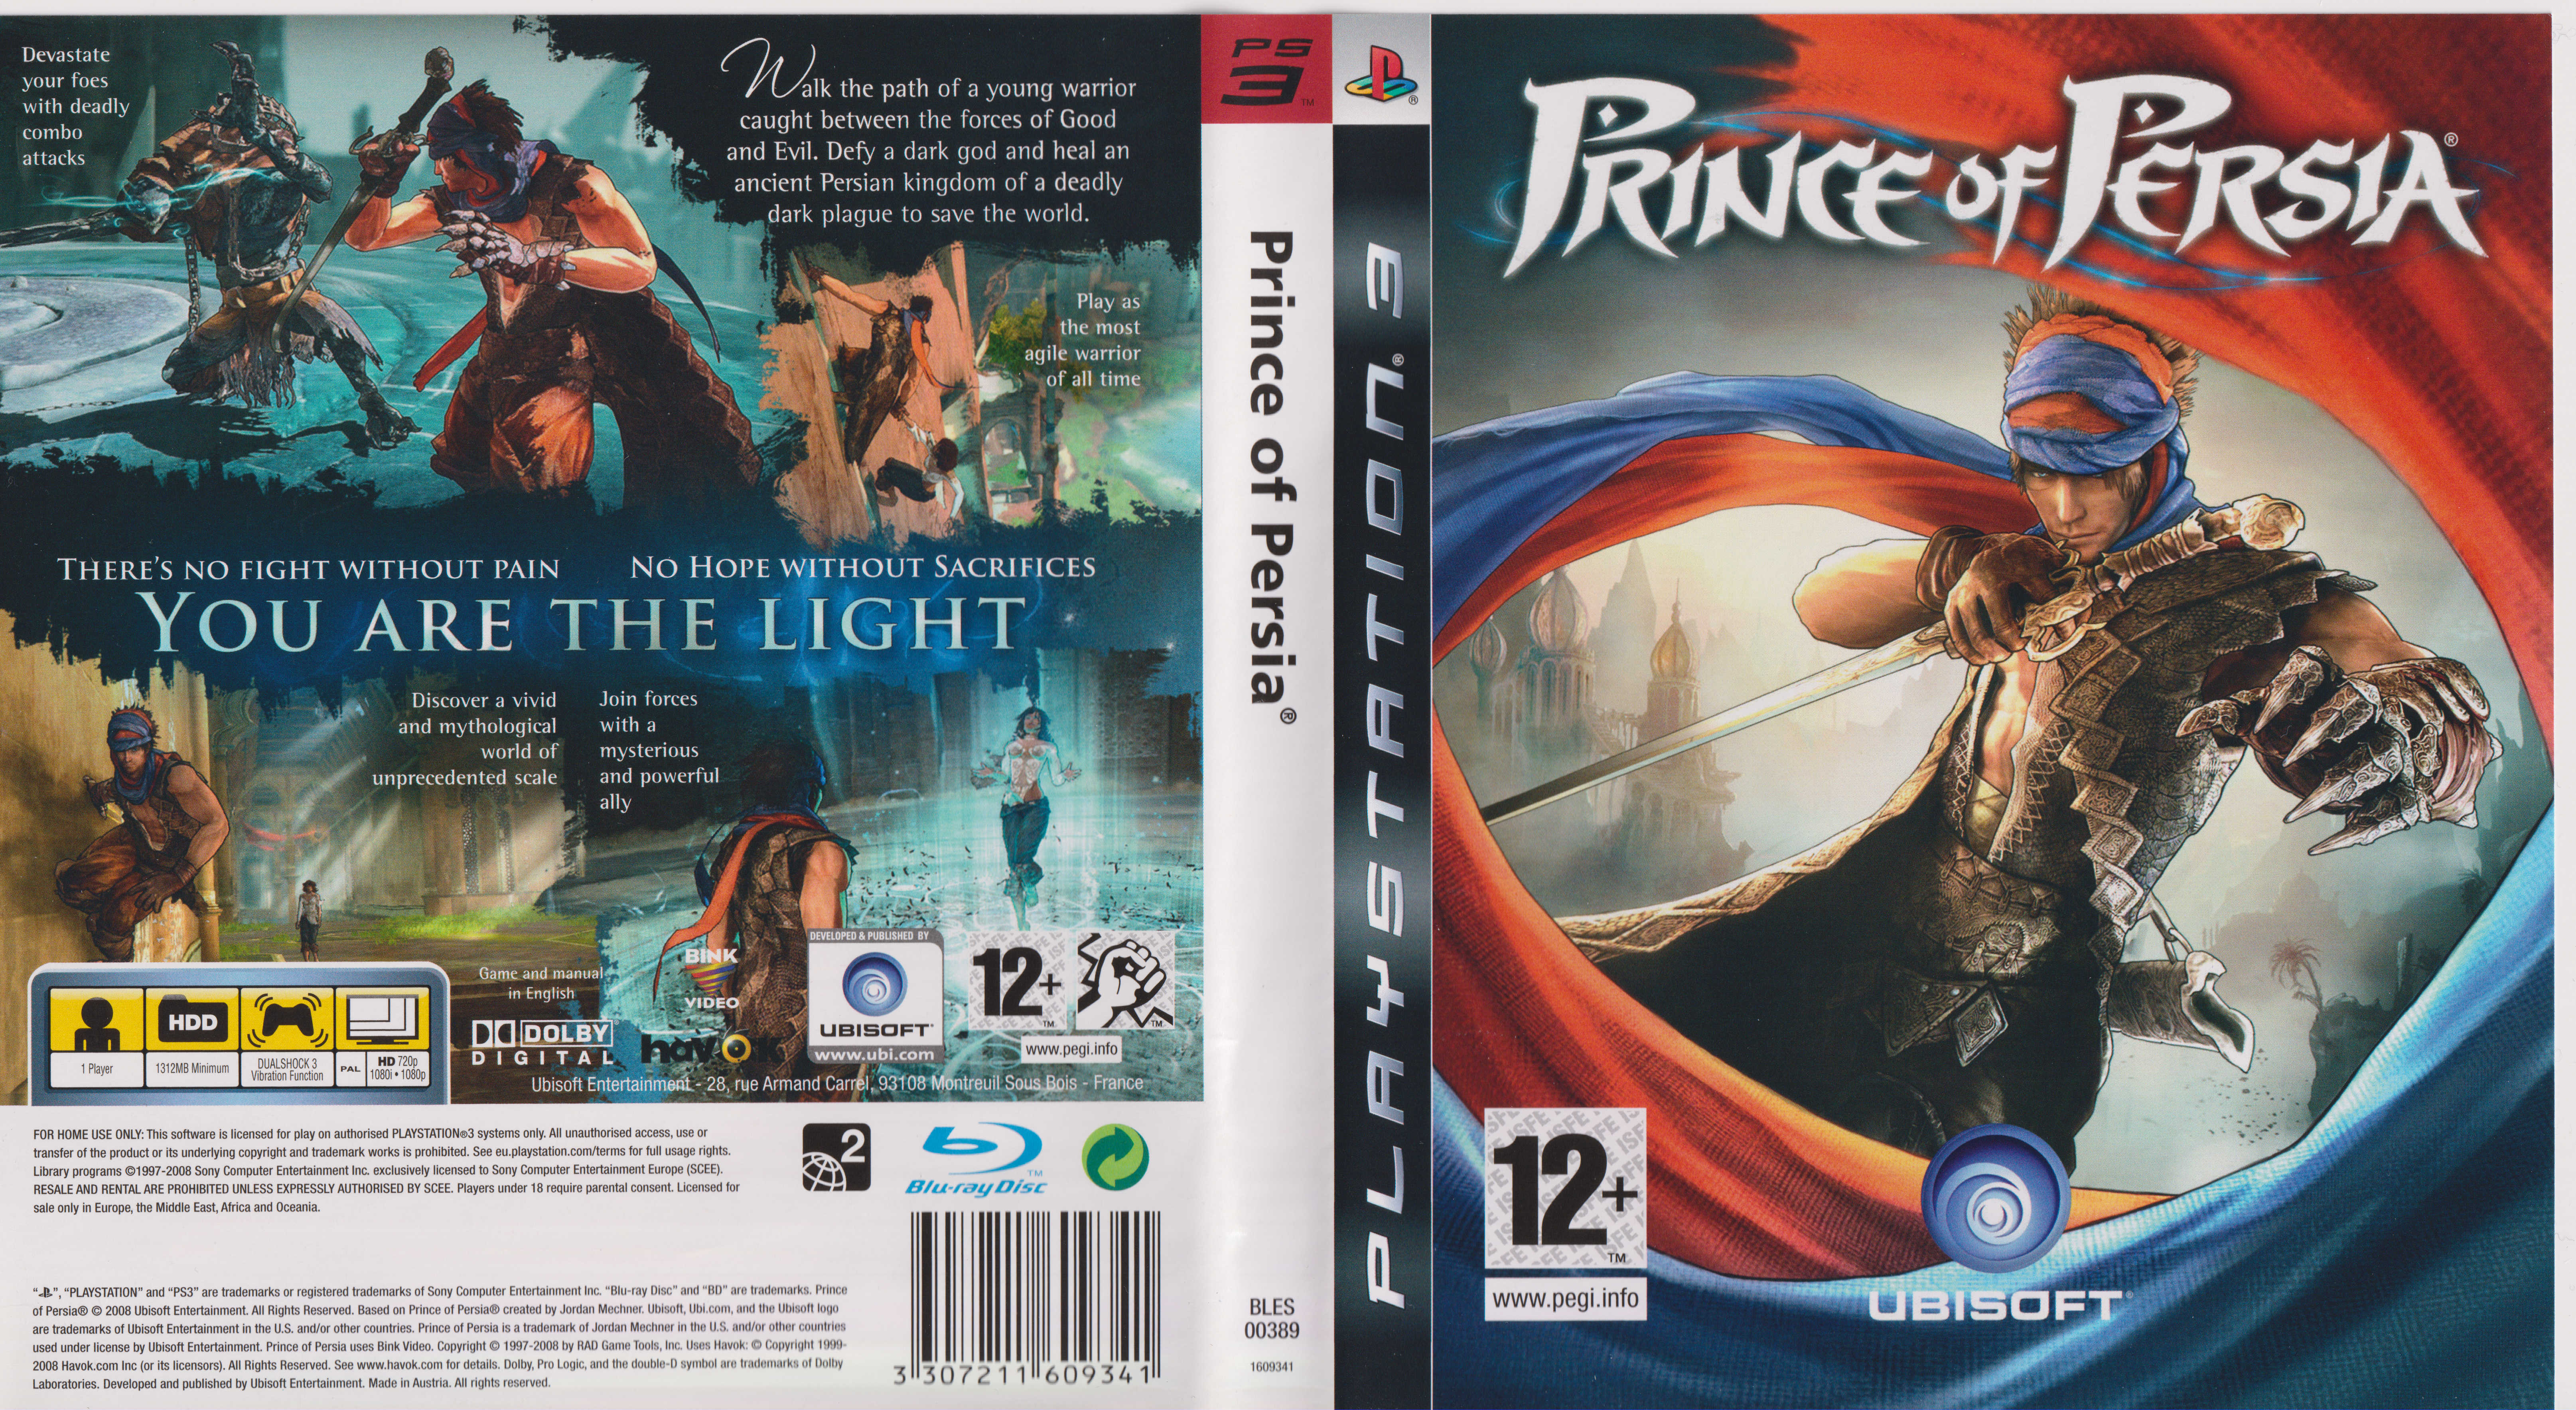 Devastate
your foes
with deadly
combo
attacks
Walk the path of a young warrior
caught between the forces of Good
and Evil. Defy a dark god and heal an
ancient Persian kingdom of a deadly
dark plague to save the world.
Play as
the most
agile warrior
of all time
THERE'S NO FIGHT WITHOUT PAIN
NO HOPE WITHOUT SACRIFICES
YOU ARE THE LIGHT
Discover a vivid
and mythological
world of
unprecedented scale
Join forces
with a
mysterious
and powerful
ally
1 Player
HDD
1312MB Minimum
DUALSHOCK 3
Vibration Function
PAL
HD 720p
1080i • 1080p
Game and manual
in English
DOLBY
DIGITAL
BINK
VIDEO
havok
DEVELOPED & PUBLISHED BY
UBISOFT
www.ubi.com
12+™
™
www.pegi.info
Ubisoft Entertainment - 28, rue Armand Carrel, 93108 Montreuil Sous Bois - France
FOR HOME USE ONLY: This software is licensed for play on authorised PLAYSTATION®3 systems only. All unauthorised access, use or
transfer of the product or its underlying copyright and trademark works is prohibited. See eu.playstation.com/terms for full usage rights.
Library programs ©1997-2008 Sony Computer Entertainment Inc. exclusively licensed to Sony Computer Entertainment Europe (SCEE).
RESALE AND RENTAL ARE PROHIBITED UNLESS EXPRESSLY AUTHORISED BY SCEE. Players under 18 require parental consent. Licensed for
sale only in Europe, the Middle East, Africa and Oceania.
2
Blu-ray Disc™
"PS", "PLAYSTATION" and "PS3" are trademarks or registered trademarks of Sony Computer Entertainment Inc. "Blu-ray Disc" and "BD" are trademarks. Prince
of Persia® © 2008 Ubisoft Entertainment. All Rights Reserved. Based on Prince of Persia® created by Jordan Mechner. Ubisoft, Ubi.com, and the Ubisoft logo
are trademarks of Ubisoft Entertainment in the U.S. and/or other countries. Prince of Persia is a trademark of Jordan Mechner in the U.S. and/or other countries
used under license by Ubisoft Entertainment. Prince of Persia uses Bink Video. Copyright © 1997-2008 by RAD Game Tools, Inc. Uses Havok: © Copyright 1999-
2008 Havok.com Inc (or its licensors). All Rights Reserved. See www.havok.com for details. Dolby, Pro Logic, and the double-D symbol are trademarks of Dolby
Laboratories. Developed and published by Ubisoft Entertainment. Made in Austria. All rights reserved.
3 307211 609341
PS3™
Prince of Persia®
BLES
00389
1609341
®
PLAYSTATION®3
PRINCE OF PERSIA®
12+™
www.pegi.info
UBISOFT®